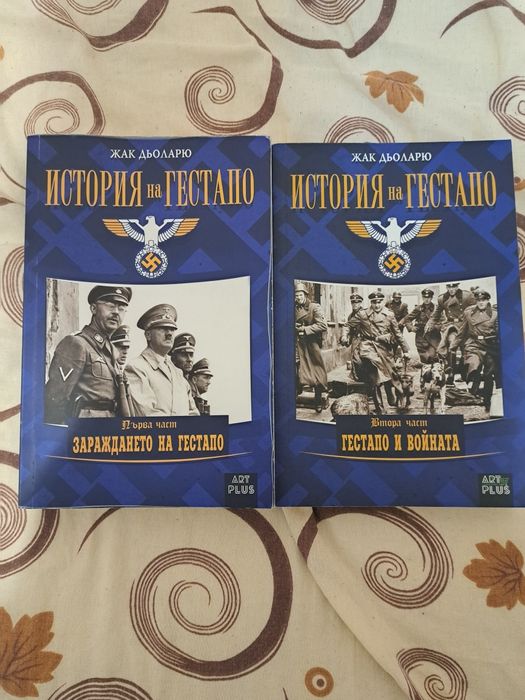 ЖАК ДЬОЛАРЮ
ИСТОРИЯ на ГЕСТАПО
Първа част
ЗАРАЖДАНЕТО НА ГЕСТАПО
ART
PLUS
ЖАК ДЬОЛАРЮ
ИСТОРИЯ на ГЕСТАПО
Втора част
ГЕСТАПО И ВОЙНАТА
ART
PLUS